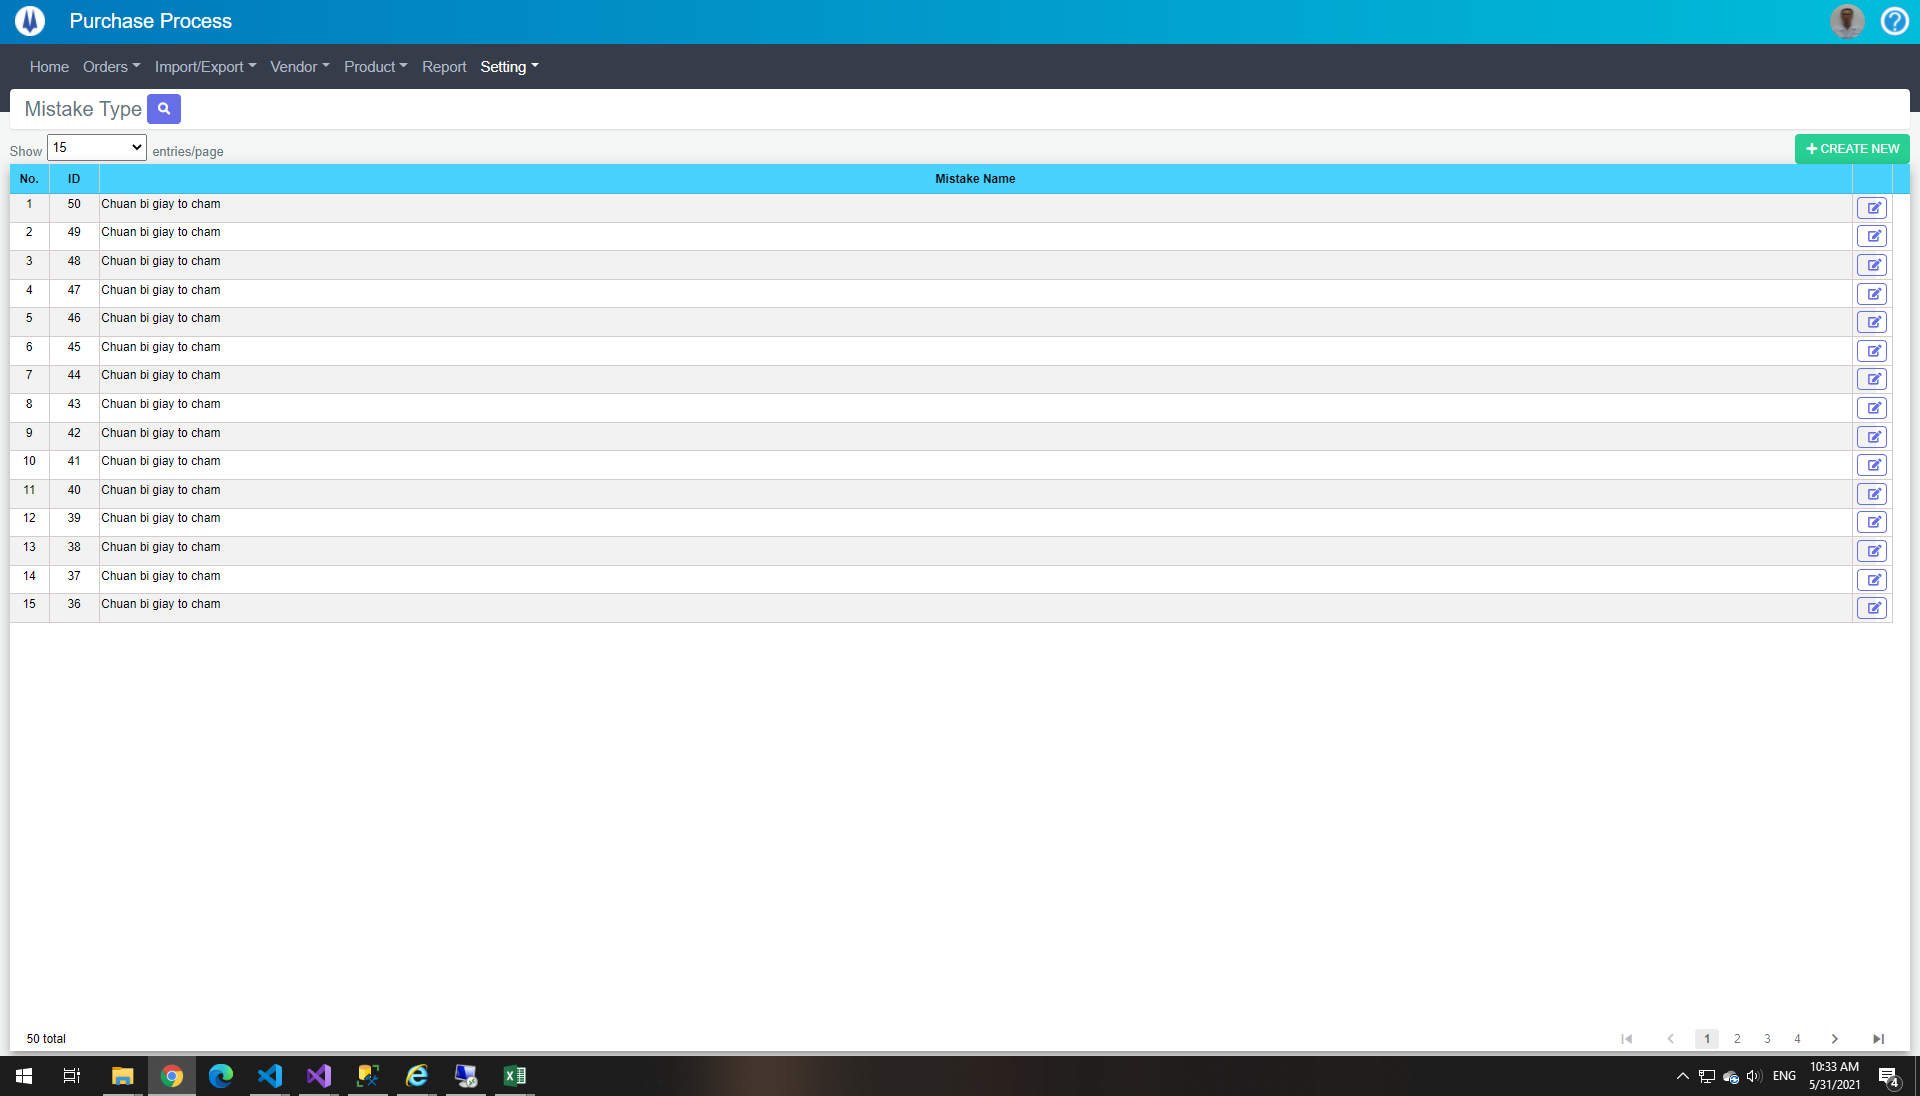 Purchase Process
Home Orders Import/Export Vendor Product Report Setting
Mistake Type
Show 15 entries/page
CREATE NEW
No. ID Mistake Name
1 50 Chuan bi giay to cham
2 49 Chuan bi giay to cham
3 48 Chuan bi giay to cham
4 47 Chuan bi giay to cham
5 46 Chuan bi giay to cham
6 45 Chuan bi giay to cham
7 44 Chuan bi giay to cham
8 43 Chuan bi giay to cham
9 42 Chuan bi giay to cham
10 41 Chuan bi giay to cham
11 40 Chuan bi giay to cham
12 39 Chuan bi giay to cham
13 38 Chuan bi giay to cham
14 37 Chuan bi giay to cham
15 36 Chuan bi giay to cham
50 total
1 2 3 4
ENG
10:33 AM
5/31/2021
4